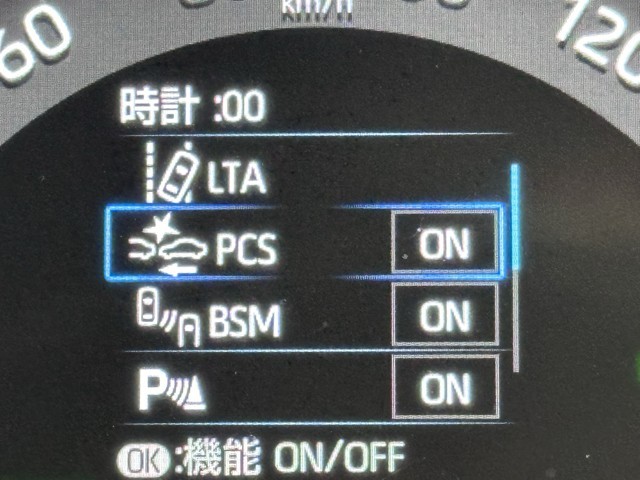 km/h
60
120
時計 :00
LTA
PCS ON
BSM ON
P ON
OK :機能 ON/OFF